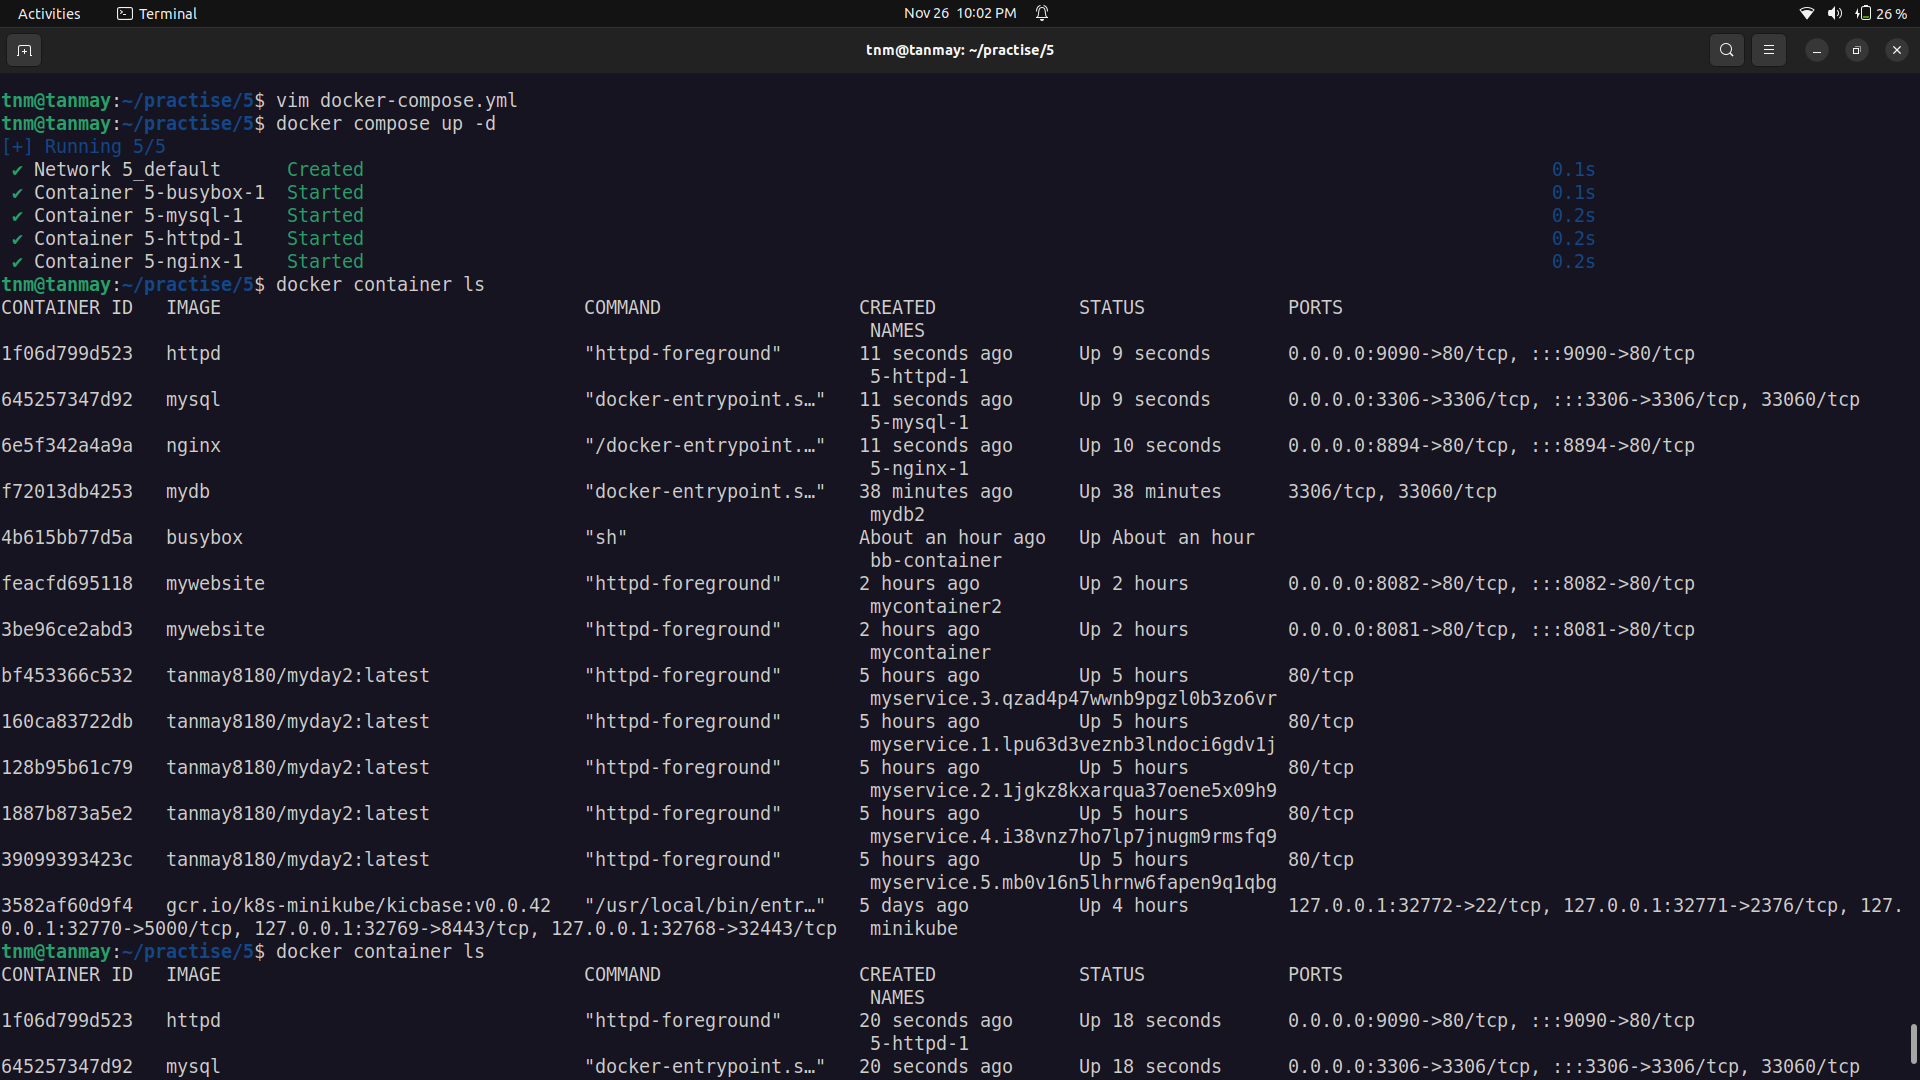 Activities Terminal Nov 26 10:02 PM 26 %
tnm@tanmay: ~/practise/5
tnm@tanmay:~/practise/5$ vim docker-compose.yml
tnm@tanmay:~/practise/5$ docker compose up -d
[+] Running 5/5
✔ Network 5_default Created 0.1s
✔ Container 5-busybox-1 Started 0.1s
✔ Container 5-mysql-1 Started 0.2s
✔ Container 5-httpd-1 Started 0.2s
✔ Container 5-nginx-1 Started 0.2s
tnm@tanmay:~/practise/5$ docker container ls
CONTAINER ID IMAGE COMMAND CREATED STATUS PORTS
NAMES
1f06d799d523 httpd "httpd-foreground" 11 seconds ago Up 9 seconds 0.0.0.0:9090->80/tcp, :::9090->80/tcp
5-httpd-1
645257347d92 mysql "docker-entrypoint.s…" 11 seconds ago Up 9 seconds 0.0.0.0:3306->3306/tcp, :::3306->3306/tcp, 33060/tcp
5-mysql-1
6e5f342a4a9a nginx "/docker-entrypoint.…" 11 seconds ago Up 10 seconds 0.0.0.0:8894->80/tcp, :::8894->80/tcp
5-nginx-1
f72013db4253 mydb "docker-entrypoint.s…" 38 minutes ago Up 38 minutes 3306/tcp, 33060/tcp
mydb2
4b615bb77d5a busybox "sh" About an hour ago Up About an hour
bb-container
feacfd695118 mywebsite "httpd-foreground" 2 hours ago Up 2 hours 0.0.0.0:8082->80/tcp, :::8082->80/tcp
mycontainer2
3be96ce2abd3 mywebsite "httpd-foreground" 2 hours ago Up 2 hours 0.0.0.0:8081->80/tcp, :::8081->80/tcp
mycontainer
bf453366c532 tanmay8180/myday2:latest "httpd-foreground" 5 hours ago Up 5 hours 80/tcp
myservice.3.qzad4p47wwnb9pgzl0b3zo6vr
160ca83722db tanmay8180/myday2:latest "httpd-foreground" 5 hours ago Up 5 hours 80/tcp
myservice.1.lpu63d3veznb3lndoci6gdv1j
128b95b61c79 tanmay8180/myday2:latest "httpd-foreground" 5 hours ago Up 5 hours 80/tcp
myservice.2.1jgkz8kxarqua37oene5x09h9
1887b873a5e2 tanmay8180/myday2:latest "httpd-foreground" 5 hours ago Up 5 hours 80/tcp
myservice.4.i38vnz7ho7lp7jnugm9rmsfq9
39099393423c tanmay8180/myday2:latest "httpd-foreground" 5 hours ago Up 5 hours 80/tcp
myservice.5.mb0v16n5lhrnw6fapen9q1qbg
3582af60d9f4 gcr.io/k8s-minikube/kicbase:v0.0.42 "/usr/local/bin/entr…" 5 days ago Up 4 hours 127.0.0.1:32772->22/tcp, 127.0.0.1:32771->2376/tcp, 127.
0.0.1:32770->5000/tcp, 127.0.0.1:32769->8443/tcp, 127.0.0.1:32768->32443/tcp minikube
tnm@tanmay:~/practise/5$ docker container ls
CONTAINER ID IMAGE COMMAND CREATED STATUS PORTS
NAMES
1f06d799d523 httpd "httpd-foreground" 20 seconds ago Up 18 seconds 0.0.0.0:9090->80/tcp, :::9090->80/tcp
5-httpd-1
645257347d92 mysql "docker-entrypoint.s…" 20 seconds ago Up 18 seconds 0.0.0.0:3306->3306/tcp, :::3306->3306/tcp, 33060/tcp